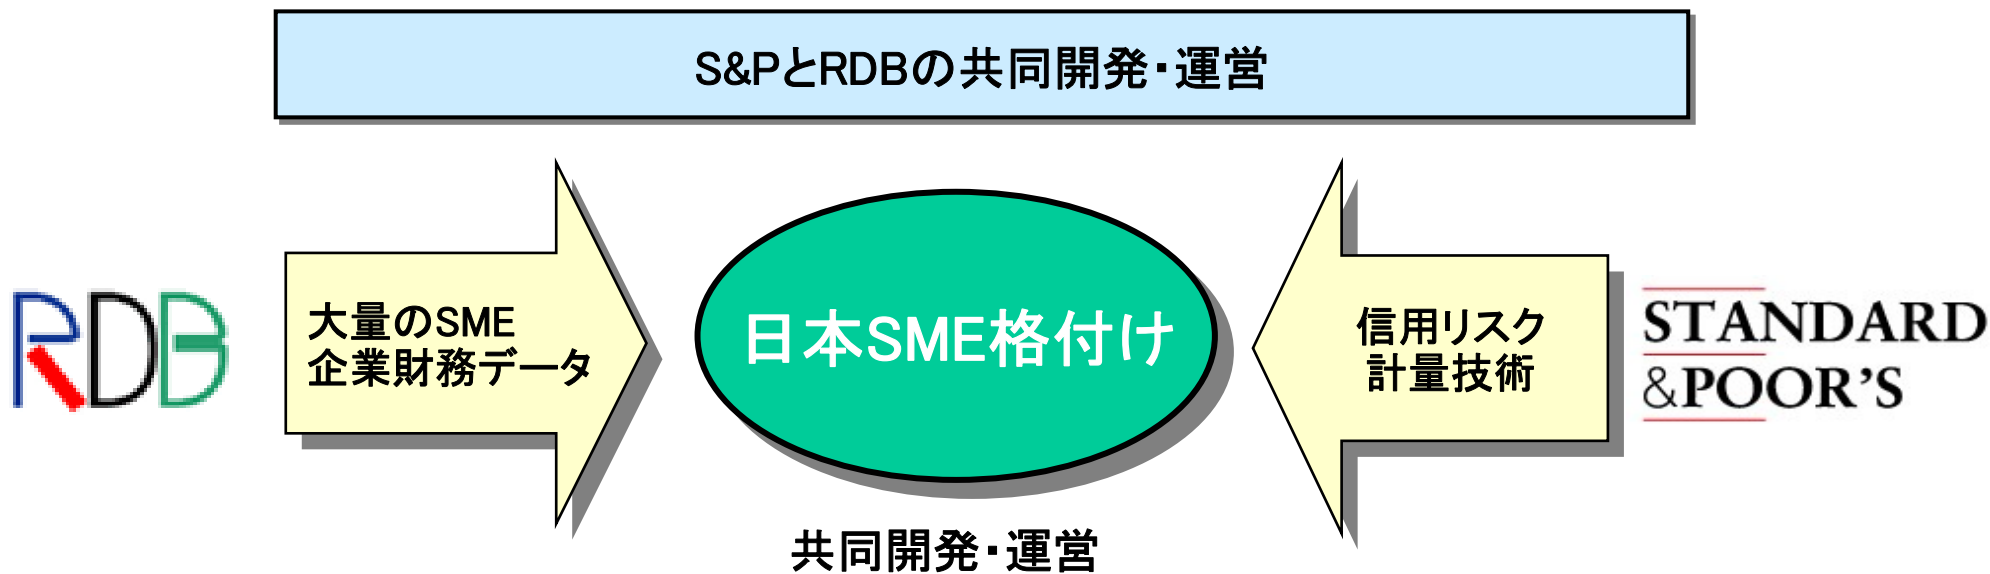 S&PとRDBの共同開発・運営
RDB
大量のSME
企業財務データ
日本SME格付け
信用リスク
計量技術
STANDARD
&POOR'S
共同開発・運営